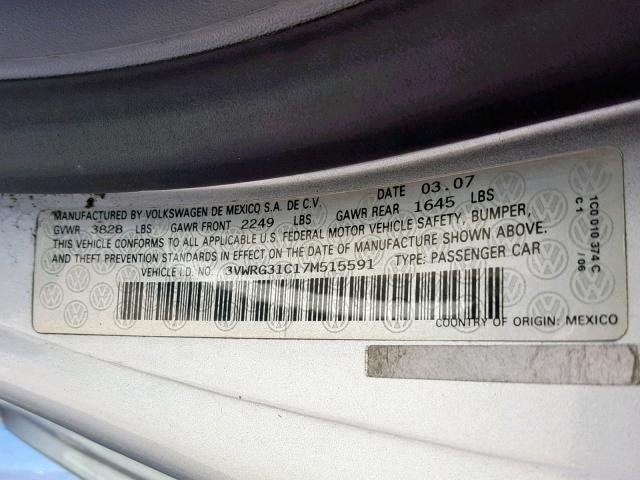 MANUFACTURED BY VOLKSWAGEN DE MEXICO S.A. DE C.V. DATE 03.07
GVWR 3828 LBS GAWR FRONT 2249 LBS GAWR REAR 1645 LBS
THIS VEHICLE CONFORMS TO ALL APPLICABLE U.S. FEDERAL MOTOR VEHICLE SAFETY, BUMPER,
AND THEFT PREVENTION STANDARDS IN EFFECT ON THE DATE OF MANUFACTURE SHOWN ABOVE.
VEHICLE I.D. NO. 3VWRG31C17M515591 TYPE: PASSENGER CAR
COUNTRY OF ORIGIN: MEXICO
1C0 010 374 C
C1 /06